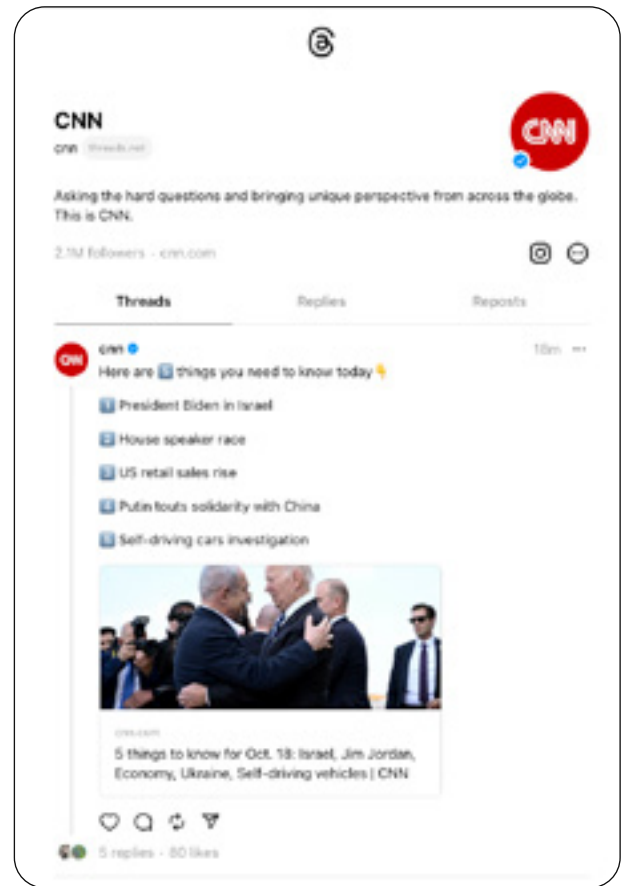 CNN
CNN
cnn threads.net
Asking the hard questions and bringing unique perspective from across the globe.
This is CNN.
2.1M followers · cnn.com
Threads Replies Reposts
CNN
cnn 18m
Here are 5️⃣ things you need to know today👇
1️⃣ President Biden in Israel
2️⃣ House speaker race
3️⃣ US retail sales rise
4️⃣ Putin touts solidarity with China
5️⃣ Self-driving cars investigation
cnn.com
5 things to know for Oct. 18: Israel, Jim Jordan,
Economy, Ukraine, Self-driving vehicles | CNN
5 replies · 80 likes